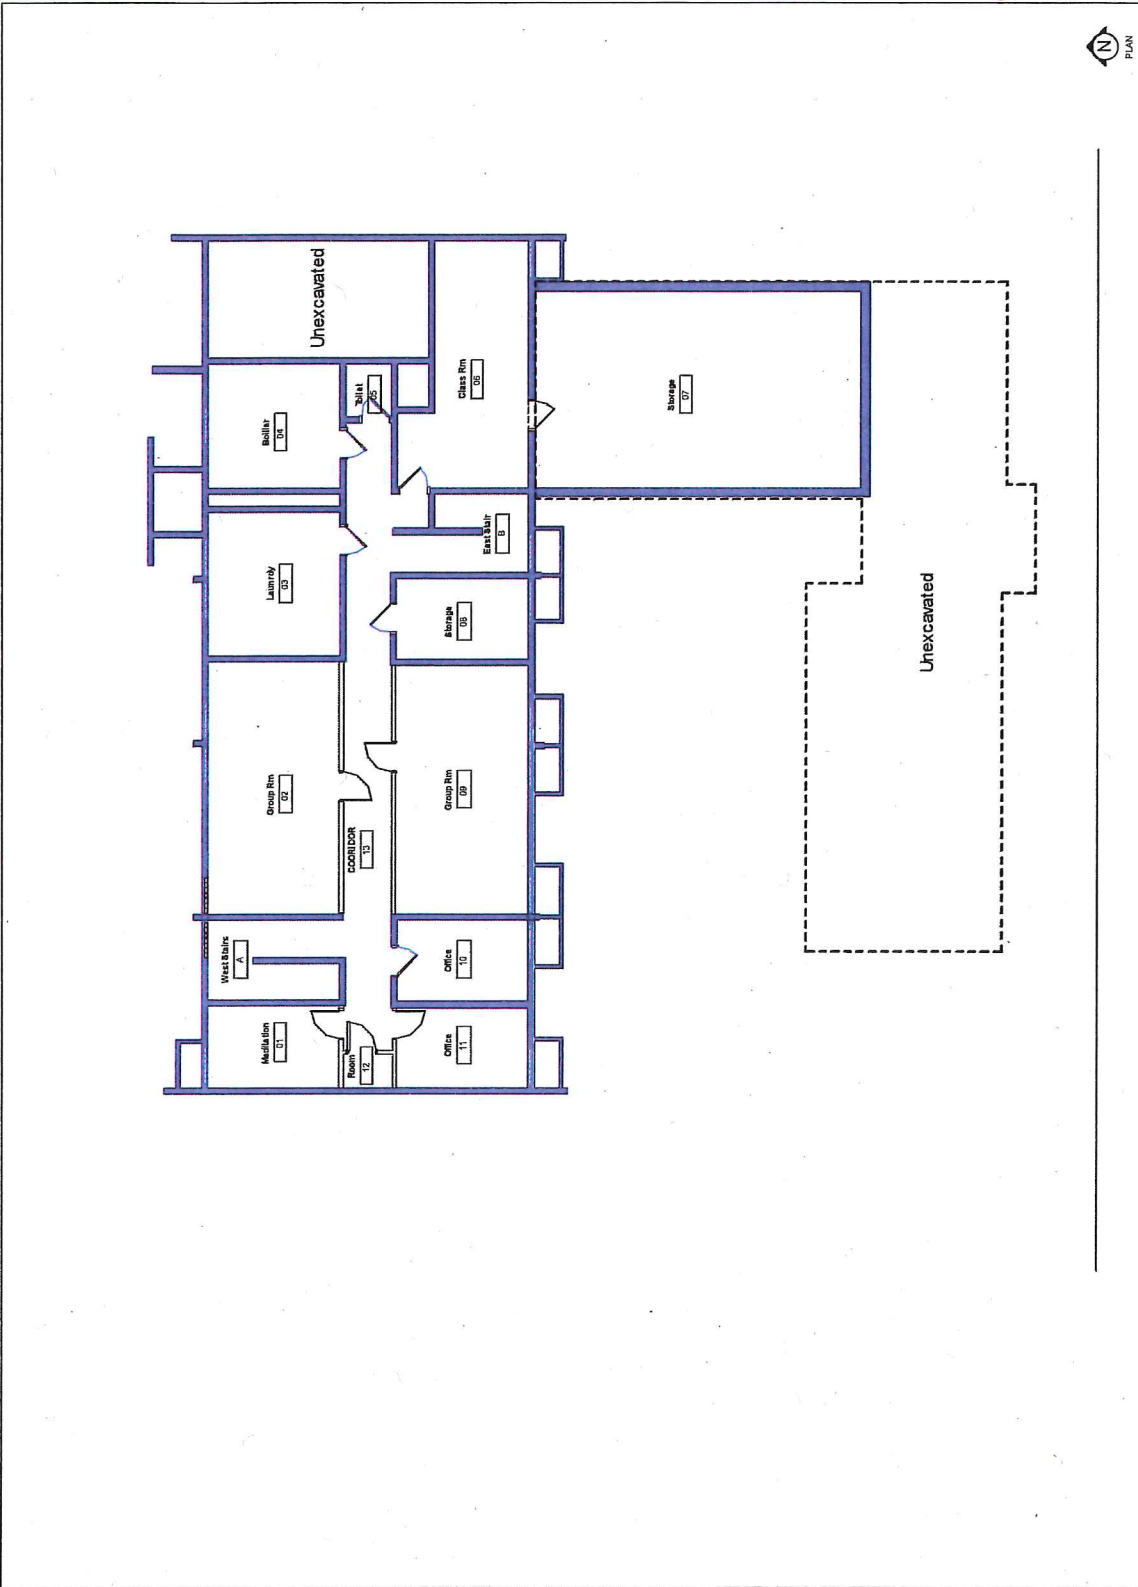 N
PLAN
Meditation
01
West Stairs
A
Group Rm
02
Laundry
03
Boiler
04
Unexcavated
Room
12
COORIDOR
13
Toilet
05
Office
11
Office
10
Group Rm
09
Storage
08
East Stair
B
Class Rm
06
Storage
07
Unexcavated